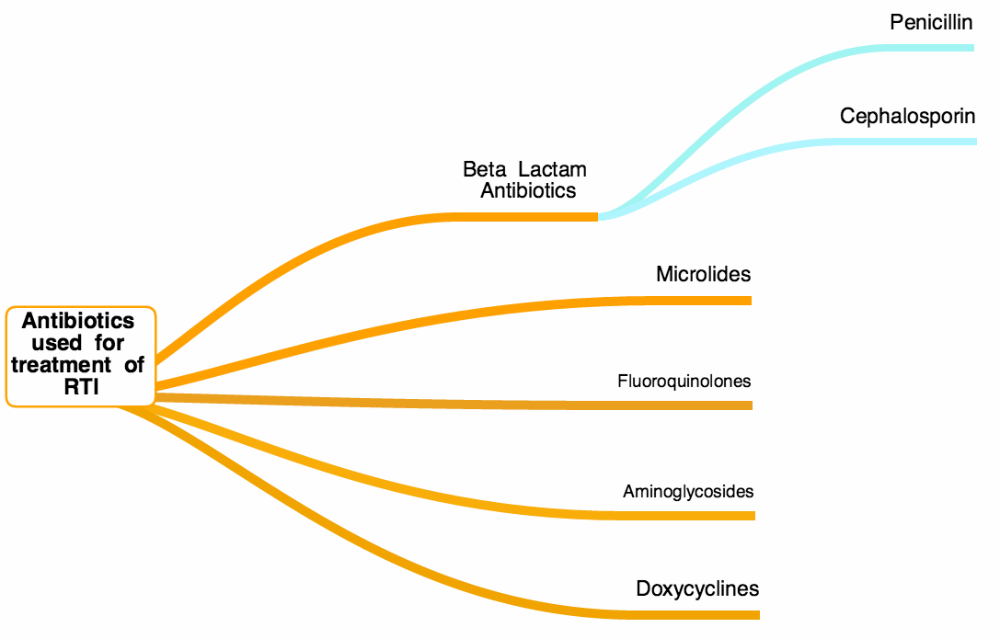 Penicillin
Cephalosporin
Beta Lactam
Antibiotics
Microlides
Antibiotics
used for
treatment of
RTI
Fluoroquinolones
Aminoglycosides
Doxycyclines